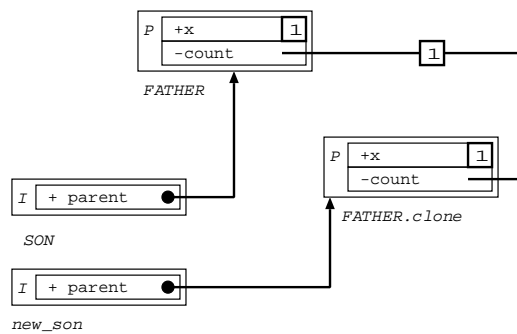 P +x 1
-count 1
FATHER
P +x 1
-count
I + parent
FATHER.clone
SON
I + parent
new_son